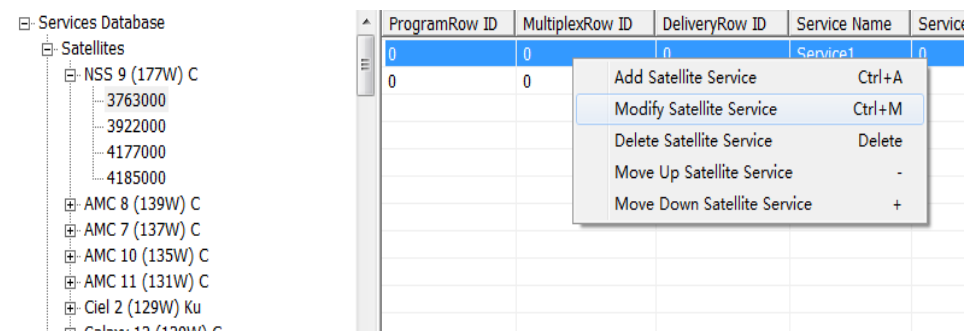 Services Database
Satellites
NSS 9 (177W) C
3763000
3922000
4177000
4185000
AMC 8 (139W) C
AMC 7 (137W) C
AMC 10 (135W) C
AMC 11 (131W) C
Ciel 2 (129W) Ku
ProgramRow ID MultiplexRow ID DeliveryRow ID Service Name Service
0 0 0 Service1 0
0 0
Add Satellite Service Ctrl+A
Modify Satellite Service Ctrl+M
Delete Satellite Service Delete
Move Up Satellite Service -
Move Down Satellite Service +